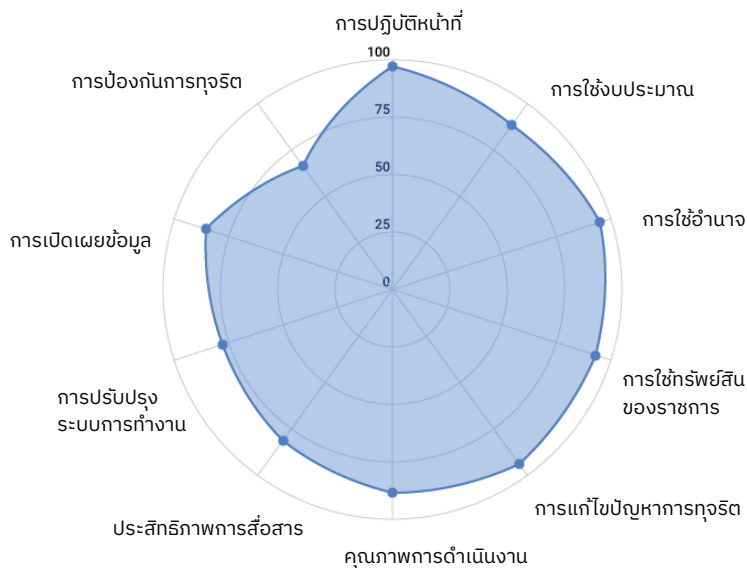 การปฏิบัติหน้าที่
100
การป้องกันการทุจริต
การใช้งบประมาณ
75
50
การใช้อำนาจ
25
การเปิดเผยข้อมูล
0
การใช้ทรัพย์สิน
ของราชการ
การปรับปรุง
ระบบการทำงาน
การแก้ไขปัญหาการทุจริต
ประสิทธิภาพการสื่อสาร
คุณภาพการดำเนินงาน